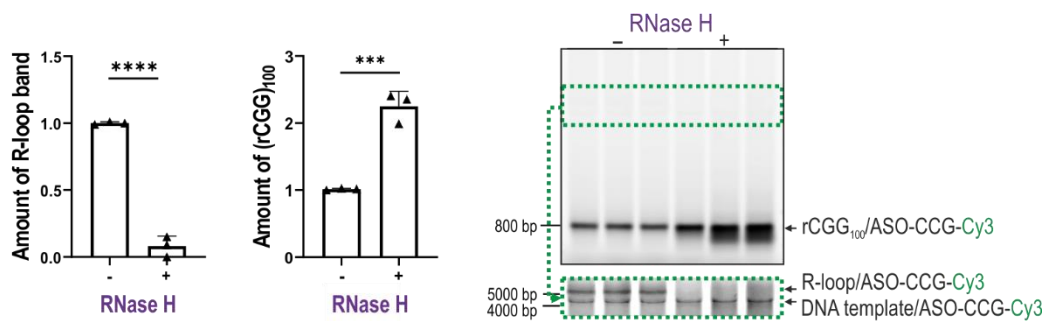 Amount of R-loop band
1.5
1.0
0.5
0.0
****
- +
RNase H
Amount of (rCGG)100
3
2
1
0
***
- +
RNase H
RNase H
– +
800 bp
rCGG100/ASO-CCG-Cy3
5000 bp
4000 bp
R-loop/ASO-CCG-Cy3
DNA template/ASO-CCG-Cy3